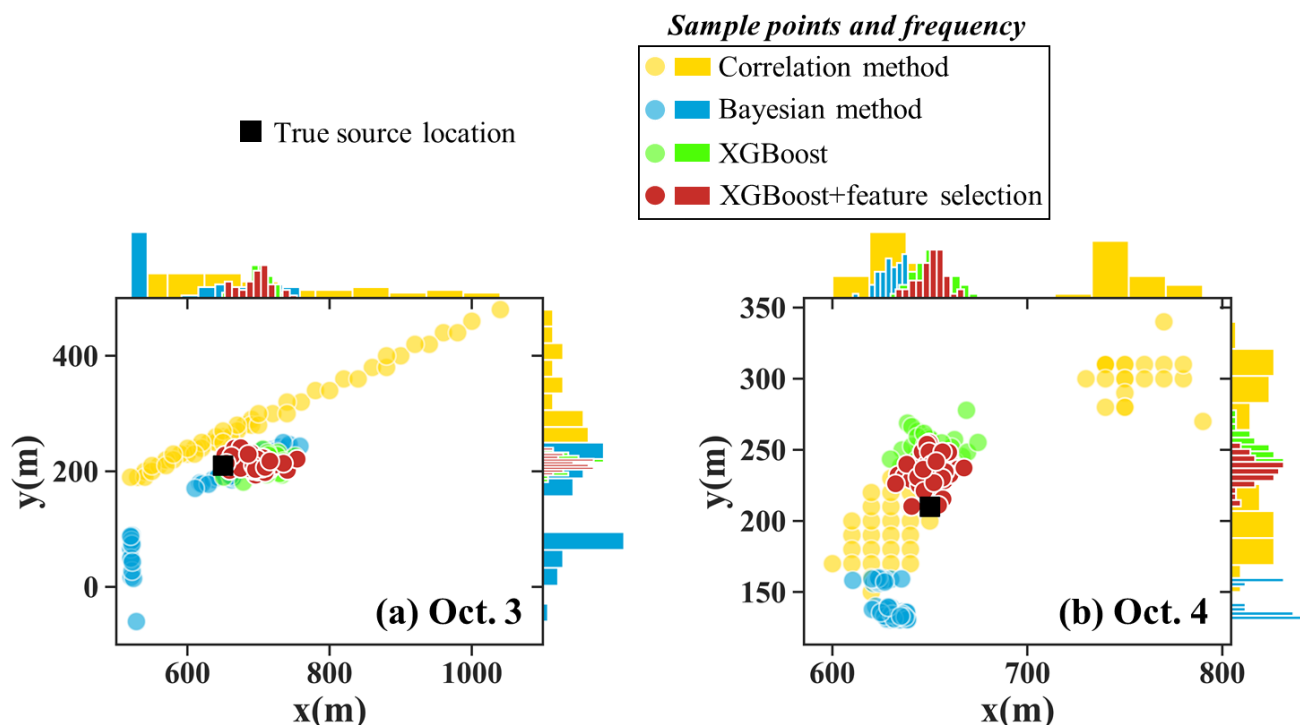 Sample points and frequency
Correlation method
Bayesian method
XGBoost
XGBoost+feature selection
True source location
400
200
0
y(m)
600
800
1000
x(m)
(a) Oct. 3
350
300
250
200
150
y(m)
600
700
800
x(m)
(b) Oct. 4